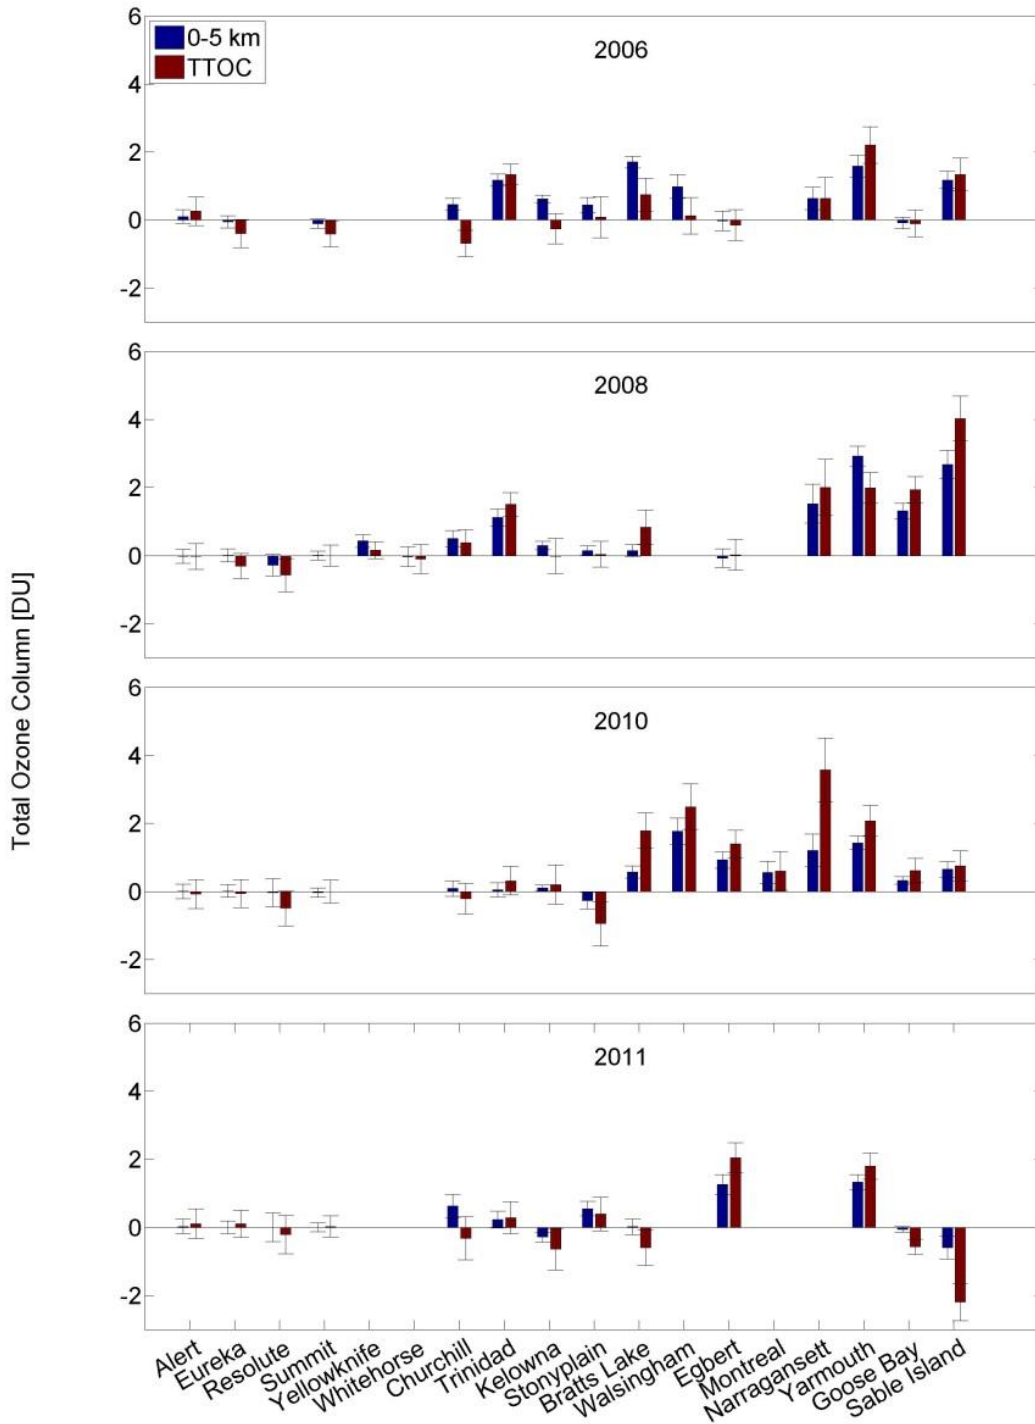 Total Ozone Column [DU]
0-5 km
TTOC
2006
6
4
2
0
-2
2008
6
4
2
0
-2
2010
6
4
2
0
-2
2011
6
4
2
0
-2
Alert
Eureka
Resolute
Summit
Yellowknife
Whitehorse
Churchill
Trinidad
Kelowna
Stonyplain
Bratts Lake
Walsingham
Egbert
Montreal
Narragansett
Yarmouth
Goose Bay
Sable Island